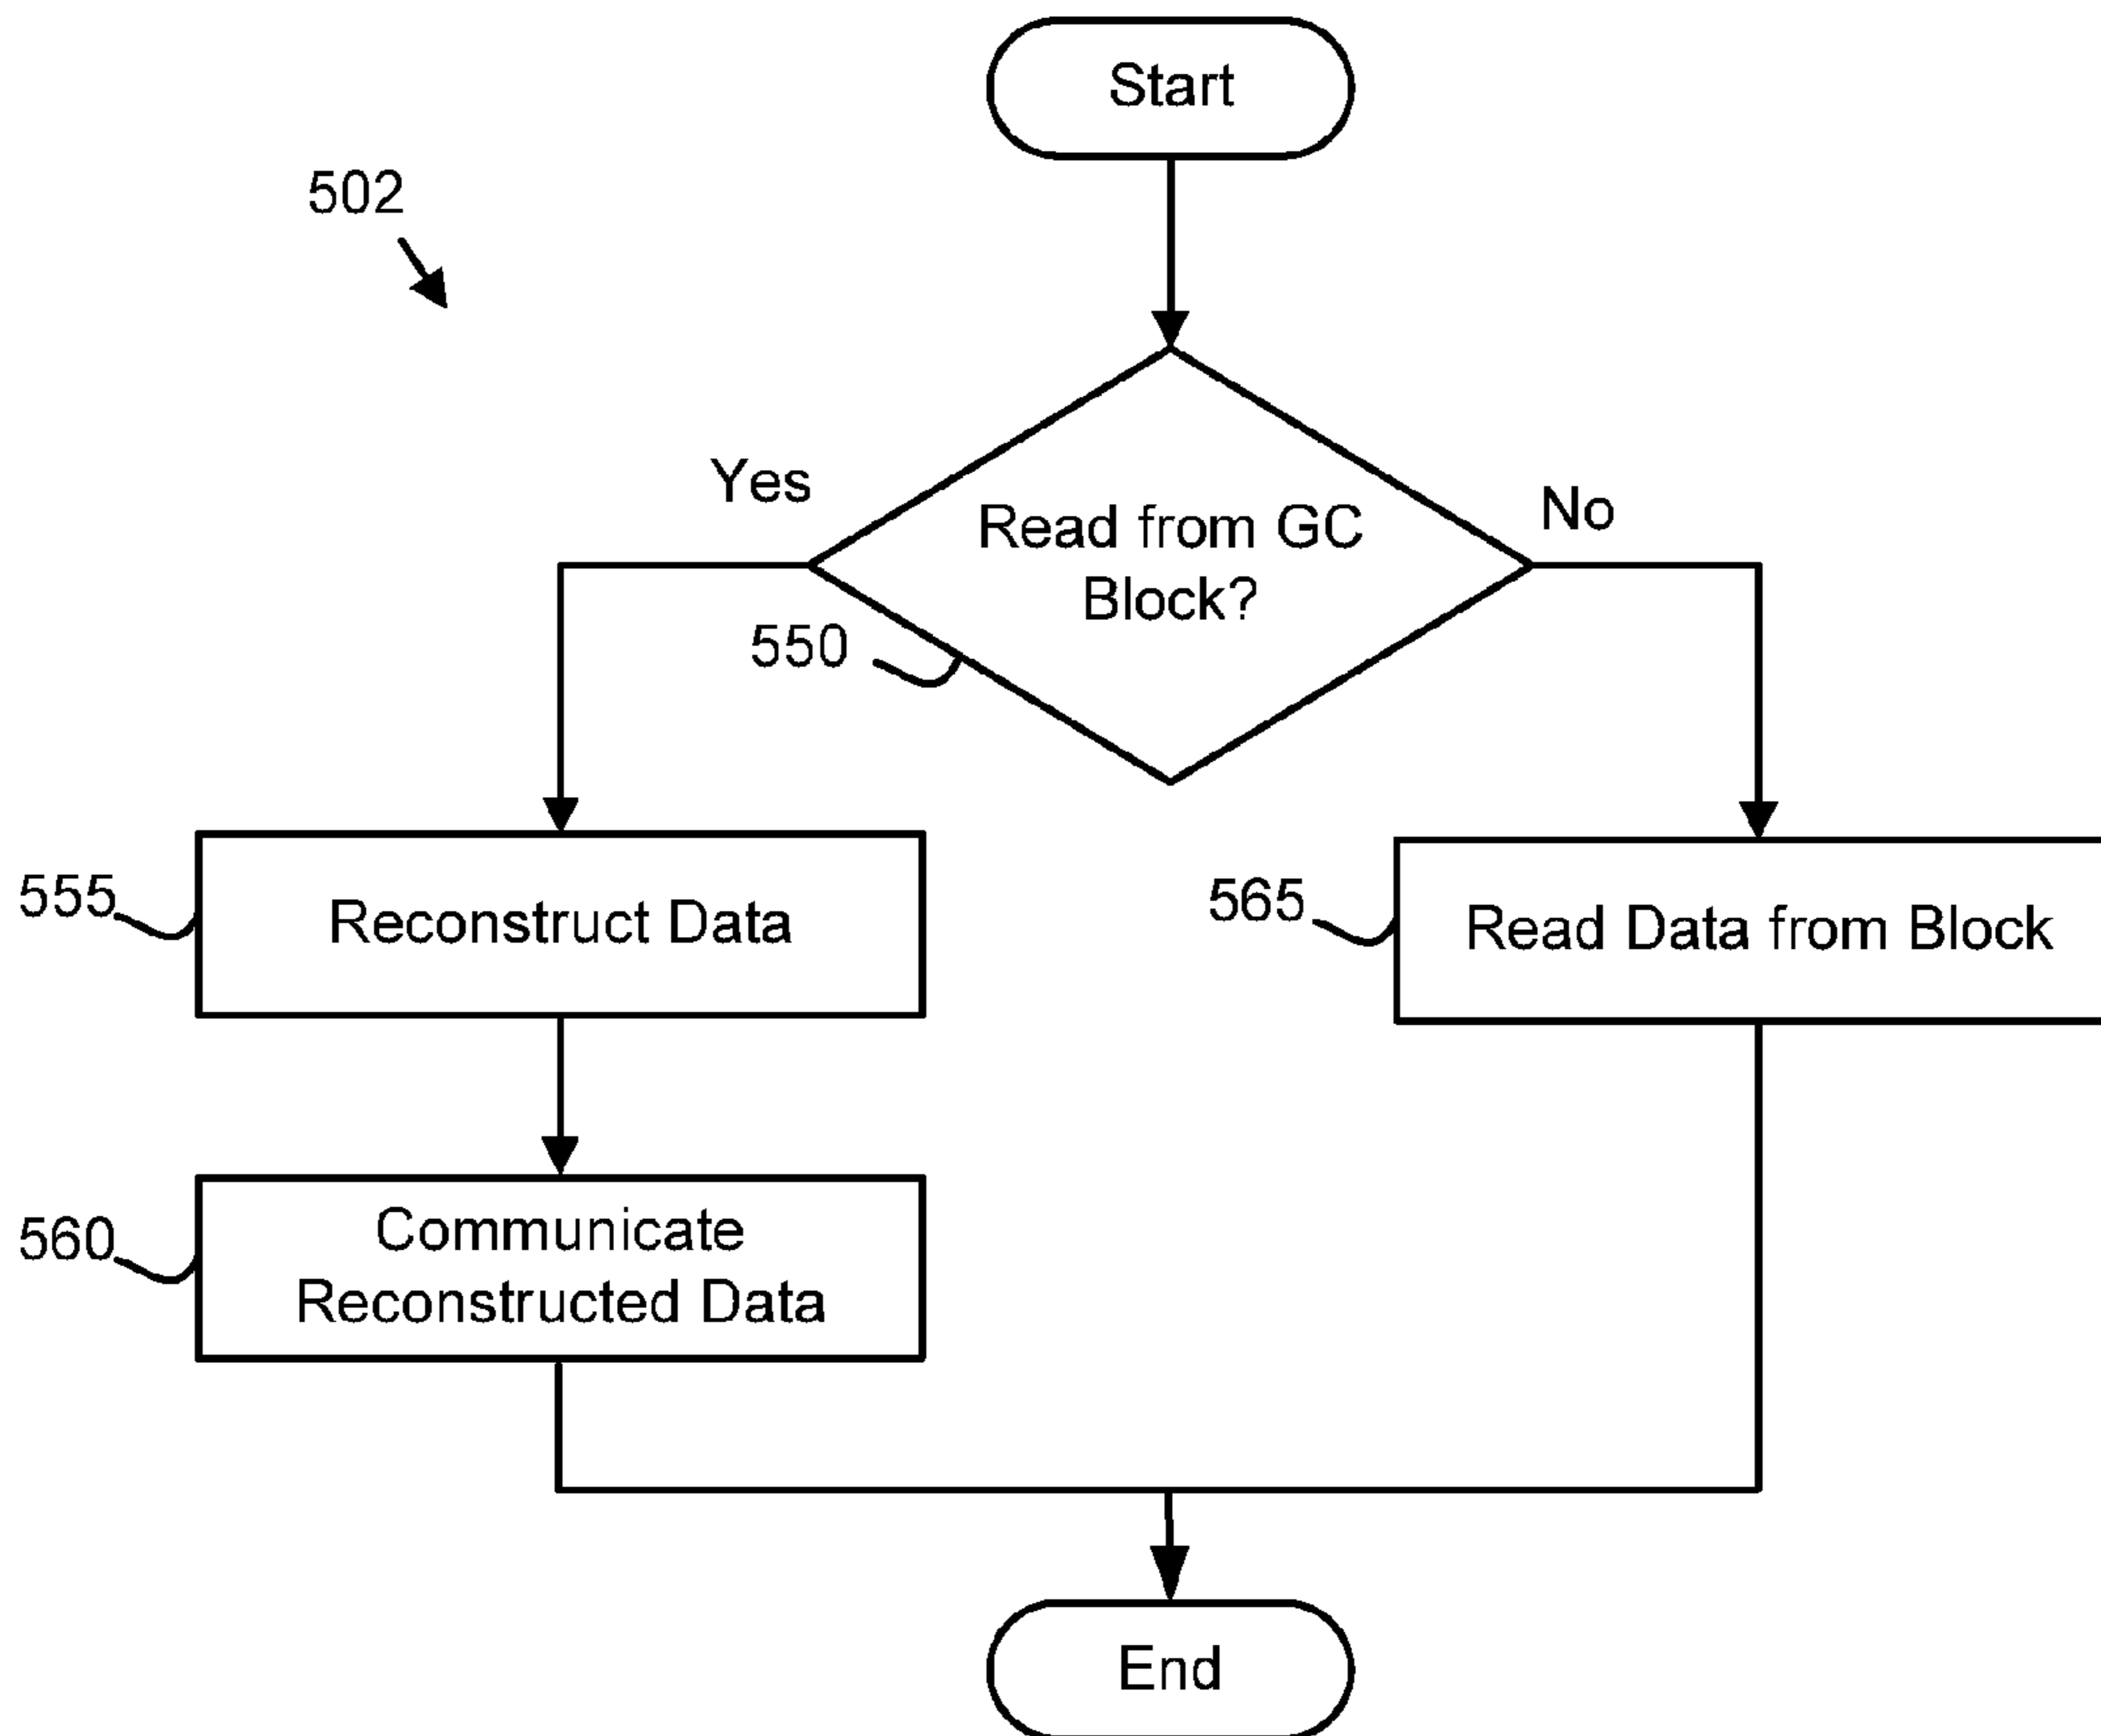 Start
502
Yes
No
Read from GC
Block?
550
555
Reconstruct Data
565
Read Data from Block
560
Communicate
Reconstructed Data
End